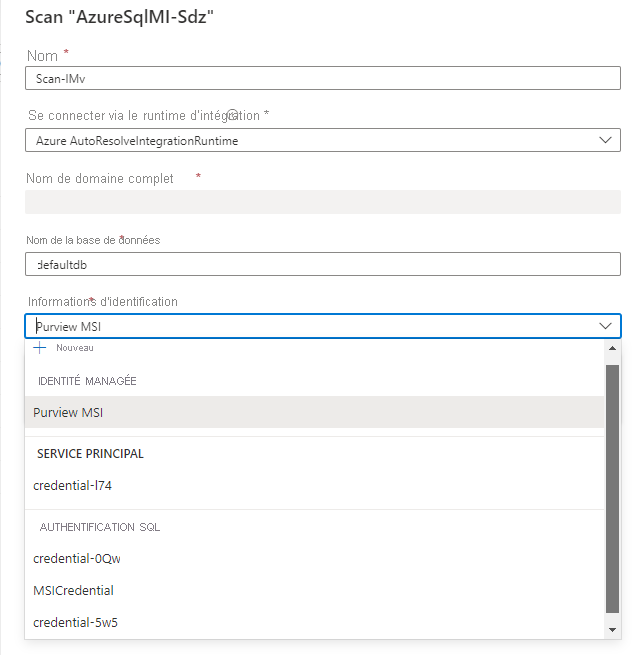 Scan "AzureSqlMI-Sdz"
Nom *
Scan-IMv
Se connecter via le runtime d'intégration *
Azure AutoResolveIntegrationRuntime
Nom de domaine complet *
Nom de la base de données *
defaultdb
Informations d'identification *
Purview MSI
Nouveau
IDENTITÉ MANAGÉE
Purview MSI
SERVICE PRINCIPAL
credential-l74
AUTHENTIFICATION SQL
credential-0Qw
MSICredential
credential-5w5